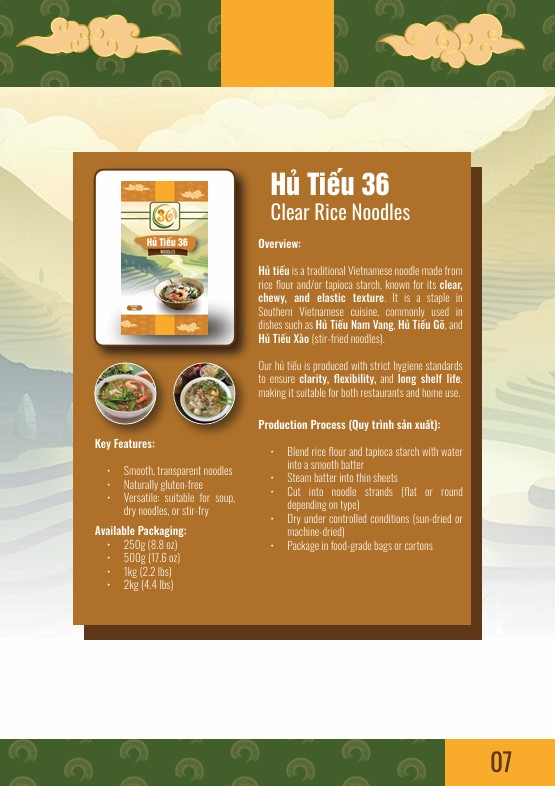 36
Hủ Tiếu 36
NOODLES
Hủ Tiếu 36
Clear Rice Noodles
Overview:
Hủ tiếu is a traditional Vietnamese noodle made from
rice flour and/or tapioca starch, known for its clear,
chewy, and elastic texture. It is a staple in
Southern Vietnamese cuisine, commonly used in
dishes such as Hủ Tiếu Nam Vang, Hủ Tiếu Gõ, and
Hủ Tiếu Xào (stir-fried noodles).
Our hủ tiếu is produced with strict hygiene standards
to ensure clarity, flexibility, and long shelf life,
making it suitable for both restaurants and home use.
Production Process (Quy trình sản xuất):
• Blend rice flour and tapioca starch with water
into a smooth batter
• Steam batter into thin sheets
• Cut into noodle strands (flat or round
depending on type)
• Dry under controlled conditions (sun-dried or
machine-dried)
• Package in food-grade bags or cartons
Key Features:
• Smooth, transparent noodles
• Naturally gluten-free
• Versatile: suitable for soup,
dry noodles, or stir-fry
Available Packaging:
• 250g (8.8 oz)
• 500g (17.6 oz)
• 1kg (2.2 lbs)
• 2kg (4.4 lbs)
07